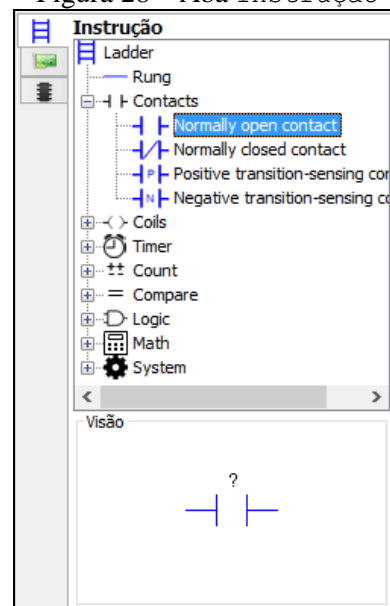 Instrução
Ladder
Rung
Contacts
Normally open contact
Normally closed contact
P Positive transition-sensing cor
N Negative transition-sensing co
Coils
Timer
Count
Compare
Logic
Math
System
Visão
?